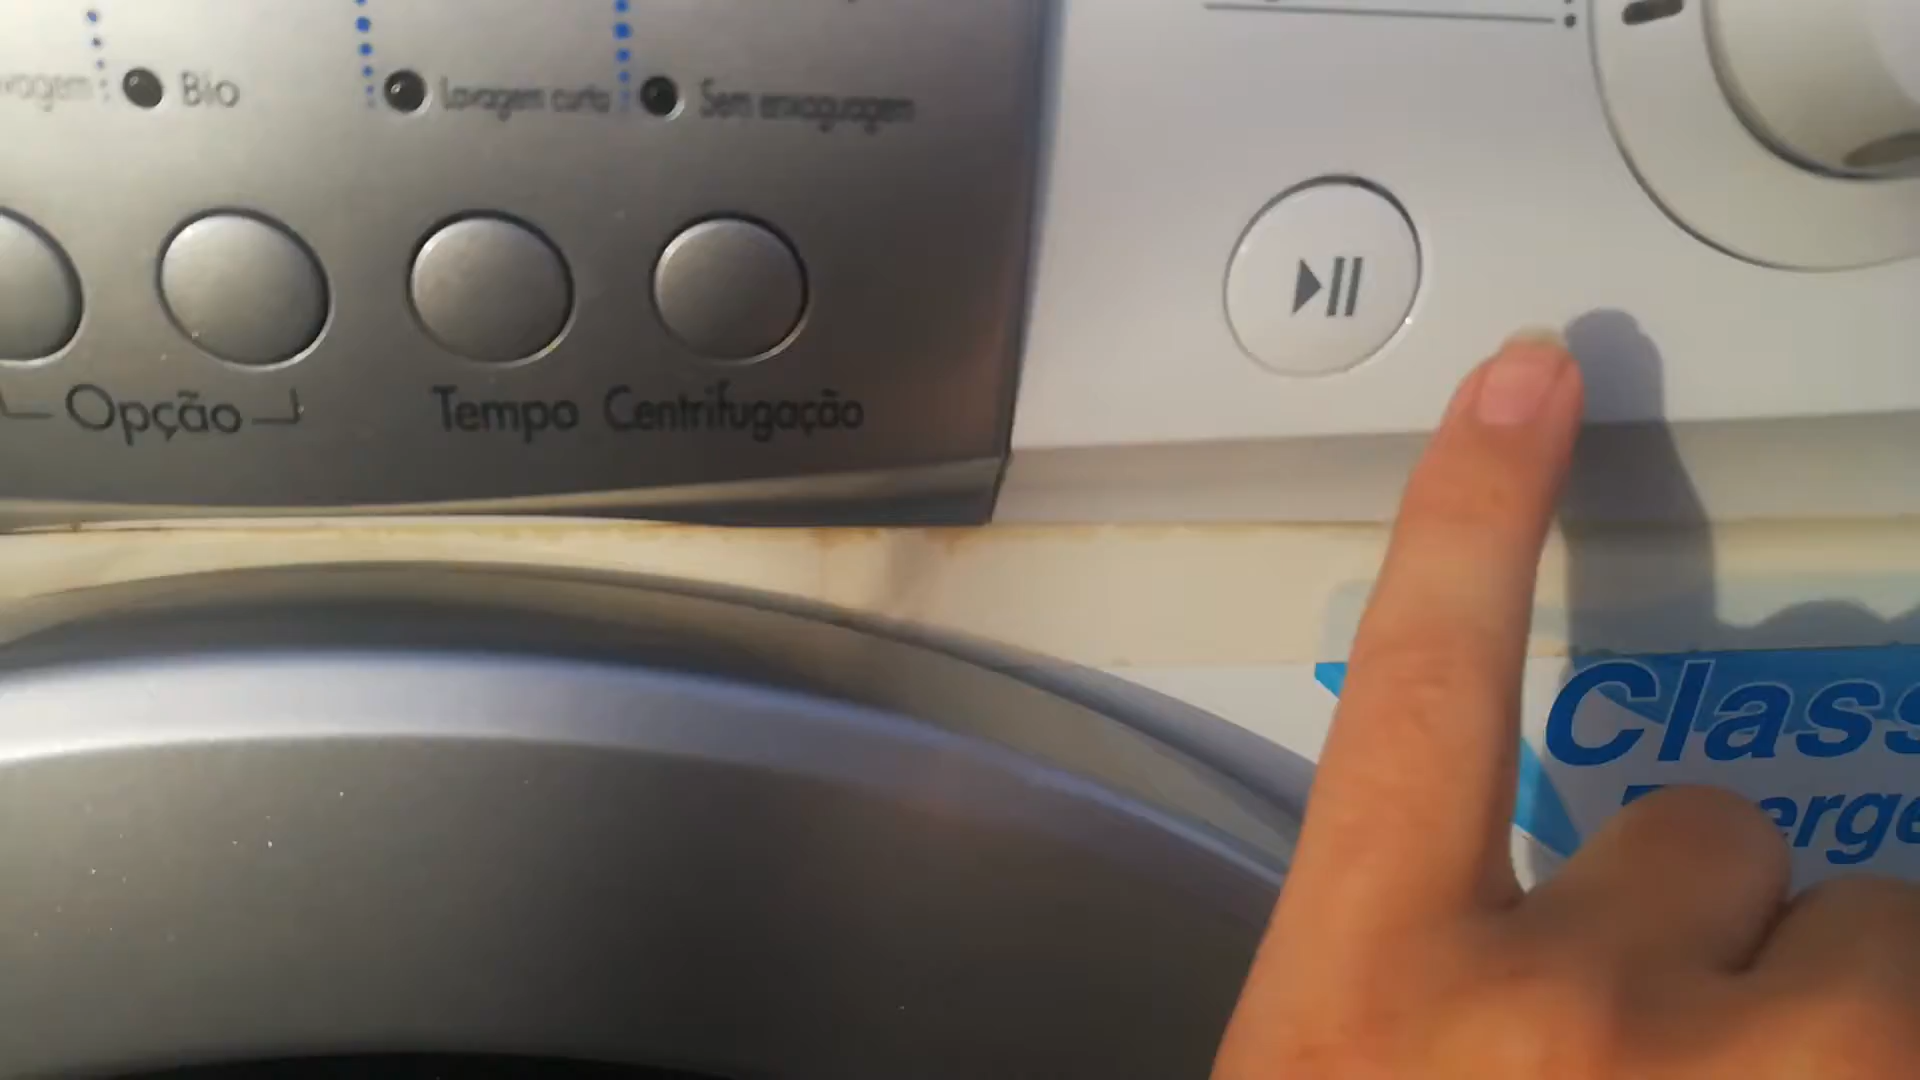 Bio
Lavagem curta
Sem enxaguagem
Opção
Tempo
Centrifugação
Class